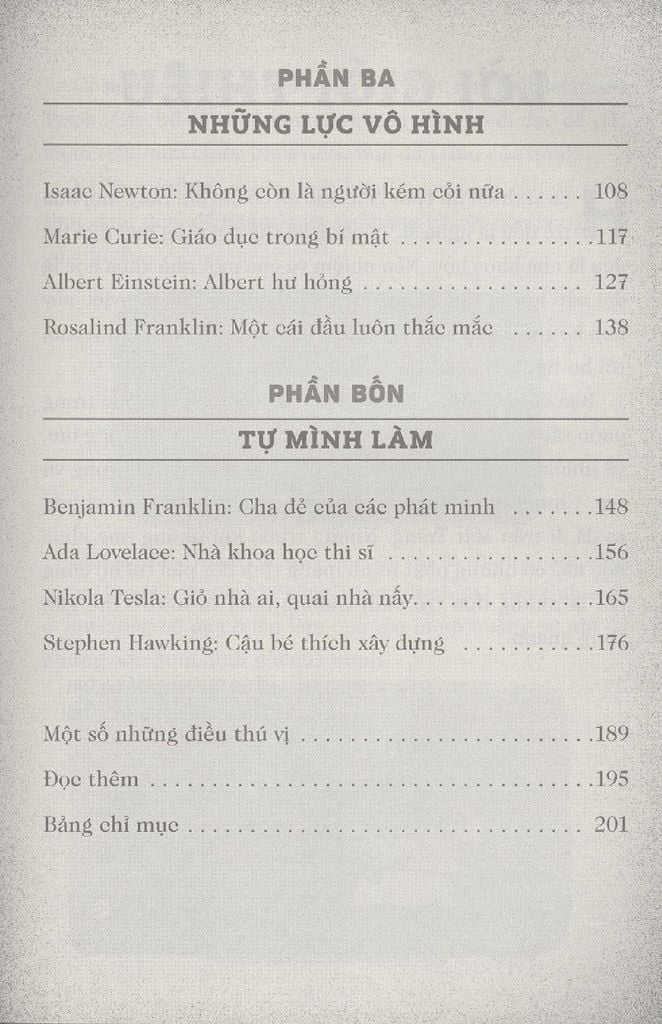 PHẦN BA
NHỮNG LỰC VÔ HÌNH
Isaac Newton: Không còn là người kém cỏi nữa . . . . . . 108
Marie Curie: Giáo dục trong bí mật . . . . . . . . . . . . . . . 117
Albert Einstein: Albert hư hỏng . . . . . . . . . . . . . . . . . . 127
Rosalind Franklin: Một cái đầu luôn thắc mắc . . . . . . 138
PHẦN BỐN
TỰ MÌNH LÀM
Benjamin Franklin: Cha đẻ của các phát minh . . . . . . .148
Ada Lovelace: Nhà khoa học thi sĩ . . . . . . . . . . . . . . . .156
Nikola Tesla: Giỏ nhà ai, quai nhà nấy. . . . . . . . . . . . . .165
Stephen Hawking: Cậu bé thích xây dựng . . . . . . . . . . .176
Một số những điều thú vị . . . . . . . . . . . . . . . . . . . . . . .189
Đọc thêm . . . . . . . . . . . . . . . . . . . . . . . . . . . . . . . . . . .195
Bảng chỉ mục . . . . . . . . . . . . . . . . . . . . . . . . . . . . . . . 201